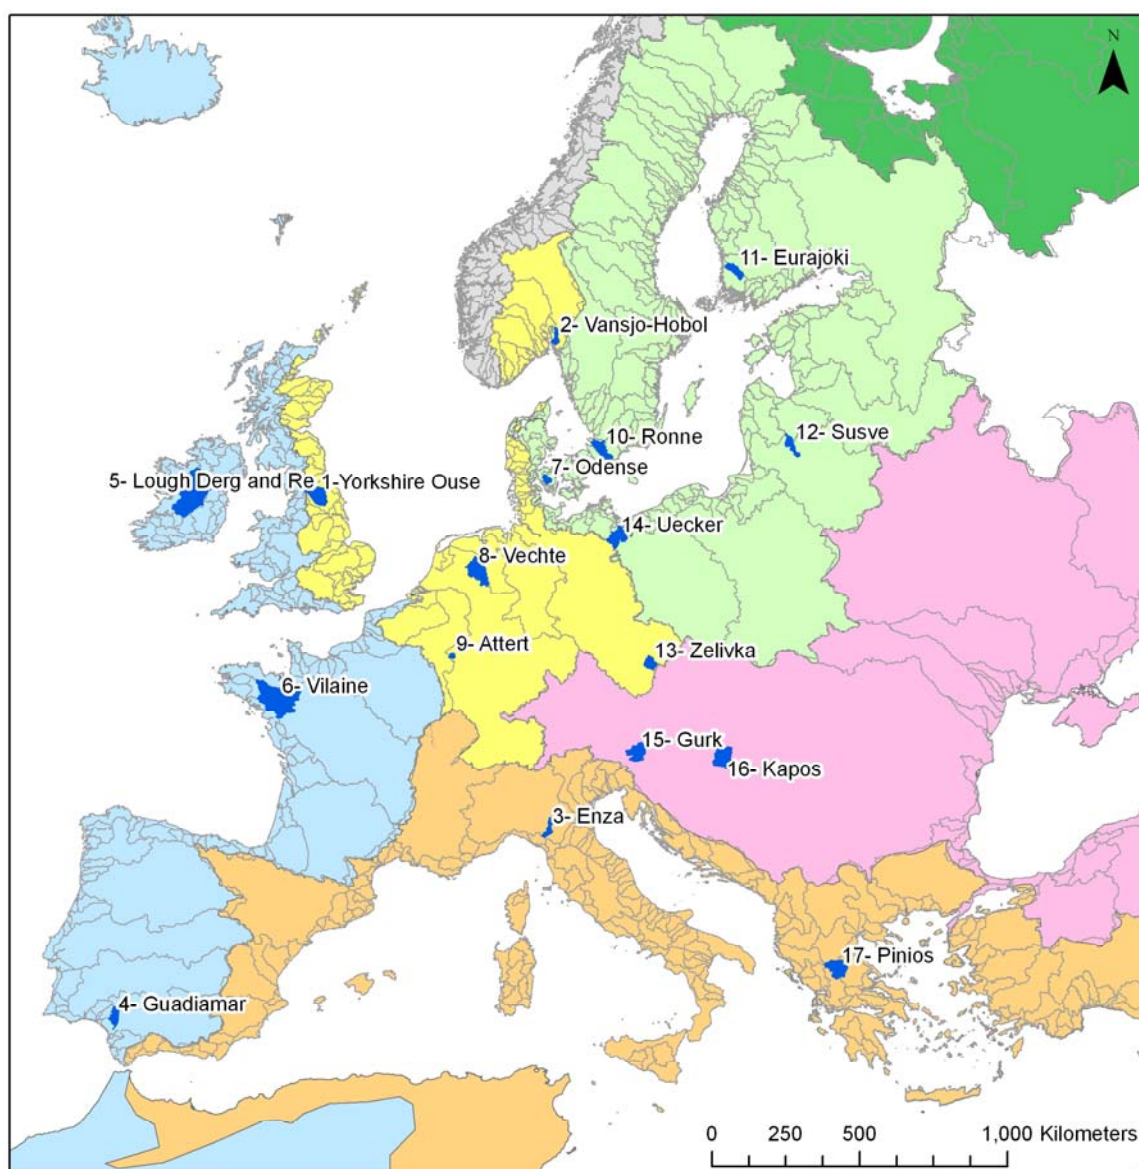 N
11- Eurajoki
2- Vansjo-Hobol
10- Ronne
12- Susve
7- Odense
5- Lough Derg and Re
1-Yorkshire Ouse
14- Uecker
8- Vechte
9- Attert
13- Zelivka
6- Vilaine
15- Gurk
16- Kapos
3- Enza
17- Pinios
4- Guadiamar
0 250 500 1,000 Kilometers